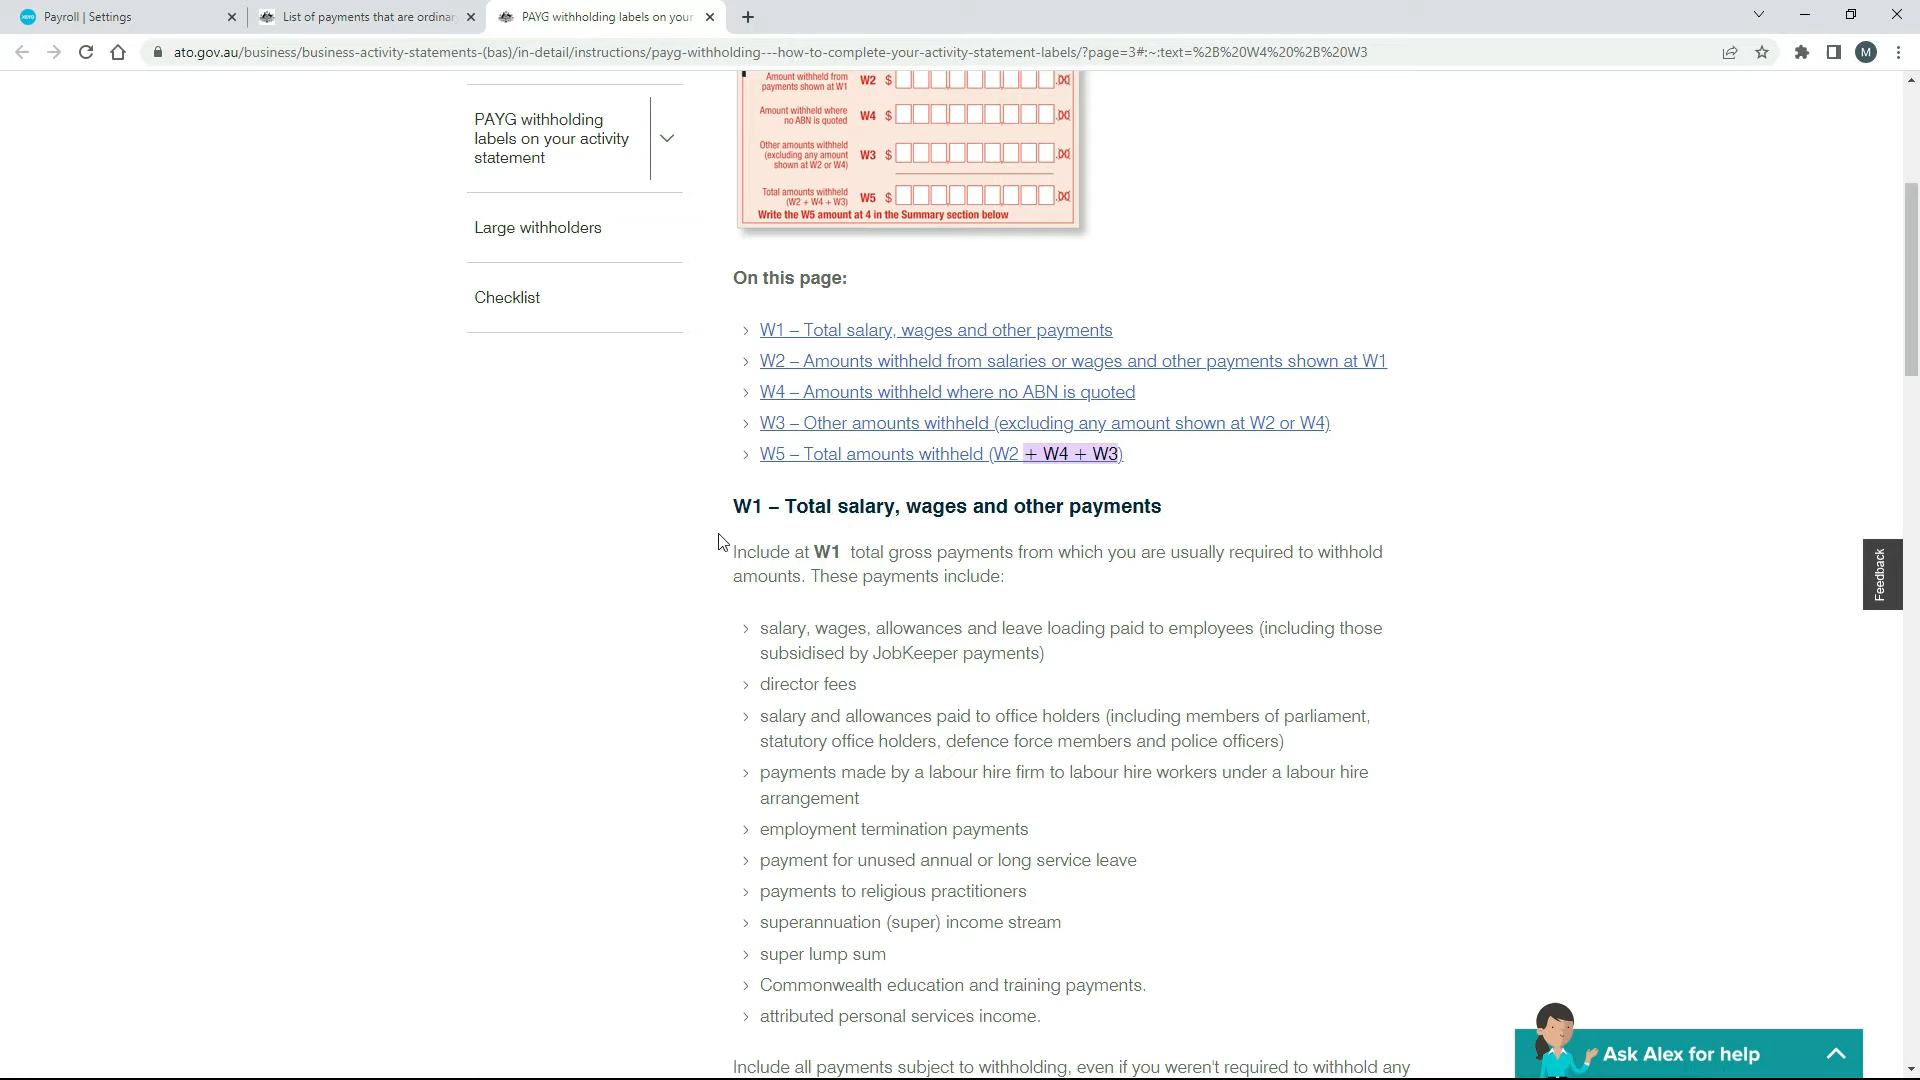 Payroll | Settings
List of payments that are ordinar
PAYG withholding labels on your
ato.gov.au/business/business-activity-statements-(bas)/in-detail/instructions/payg-withholding---how-to-complete-your-activity-statement-labels/?page=3#:~:text=%2B%20W4%20%2B%20W3
M
Amount withheld from
payments shown at W1
W2 $ .00
Amount withheld where
no ABN is quoted
W4 $ .00
Other amounts withheld
(excluding any amount
shown at W2 or W4)
W3 $ .00
Total amounts withheld
(W2 + W4 + W3)
W5 $ .00
Write the W5 amount at 4 in the Summary section below
PAYG withholding
labels on your activity
statement
Large withholders
Checklist
On this page:
W1 – Total salary, wages and other payments
W2 – Amounts withheld from salaries or wages and other payments shown at W1
W4 – Amounts withheld where no ABN is quoted
W3 – Other amounts withheld (excluding any amount shown at W2 or W4)
W5 – Total amounts withheld (W2 + W4 + W3)
W1 – Total salary, wages and other payments
Include at W1 total gross payments from which you are usually required to withhold
amounts. These payments include:
salary, wages, allowances and leave loading paid to employees (including those
subsidised by JobKeeper payments)
director fees
salary and allowances paid to office holders (including members of parliament,
statutory office holders, defence force members and police officers)
payments made by a labour hire firm to labour hire workers under a labour hire
arrangement
employment termination payments
payment for unused annual or long service leave
payments to religious practitioners
superannuation (super) income stream
super lump sum
Commonwealth education and training payments.
attributed personal services income.
Include all payments subject to withholding, even if you weren't required to withhold any
Feedback
Ask Alex for help